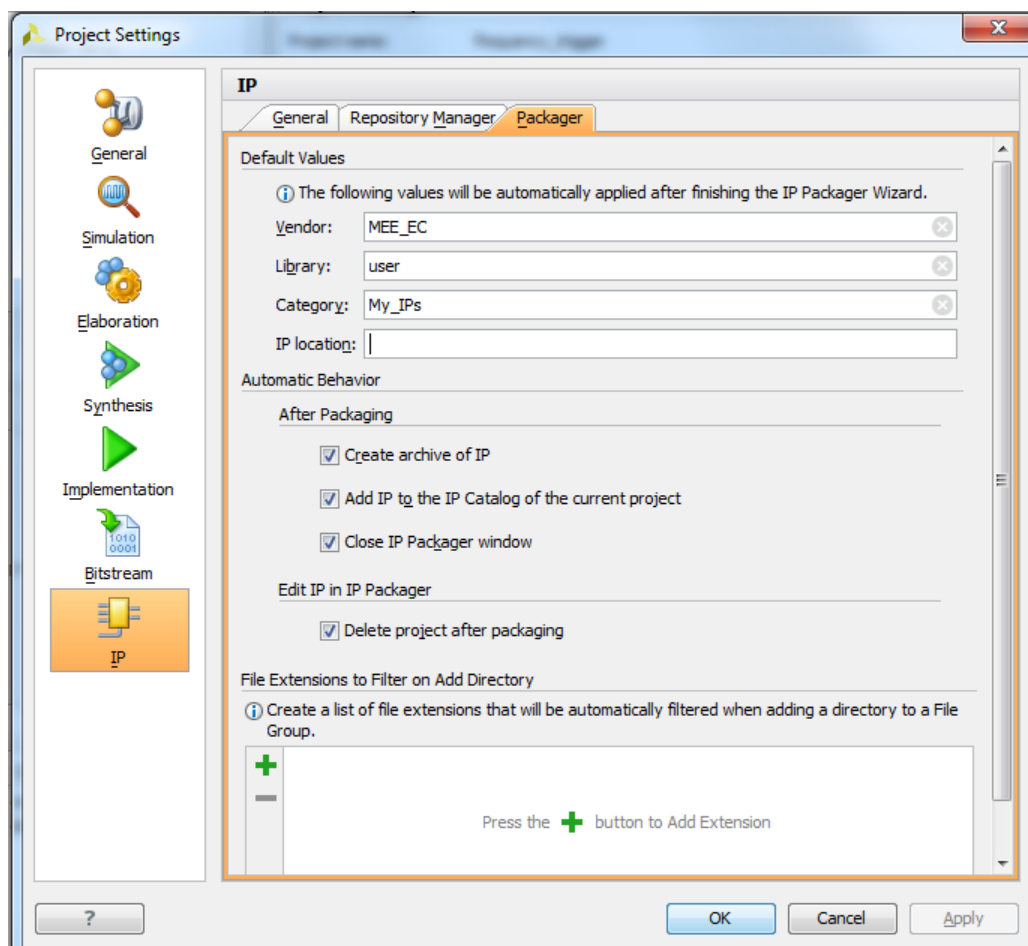 Project Settings
General
Simulation
Elaboration
Synthesis
Implementation
1010
0001
Bitstream
IP
IP
General
Repository Manager
Packager
Default Values
The following values will be automatically applied after finishing the IP Packager Wizard.
Vendor: MEE_EC
Library: user
Category: My_IPs
IP location:
Automatic Behavior
After Packaging
Create archive of IP
Add IP to the IP Catalog of the current project
Close IP Packager window
Edit IP in IP Packager
Delete project after packaging
File Extensions to Filter on Add Directory
Create a list of file extensions that will be automatically filtered when adding a directory to a File
Group.
Press the + button to Add Extension
?
OK
Cancel
Apply